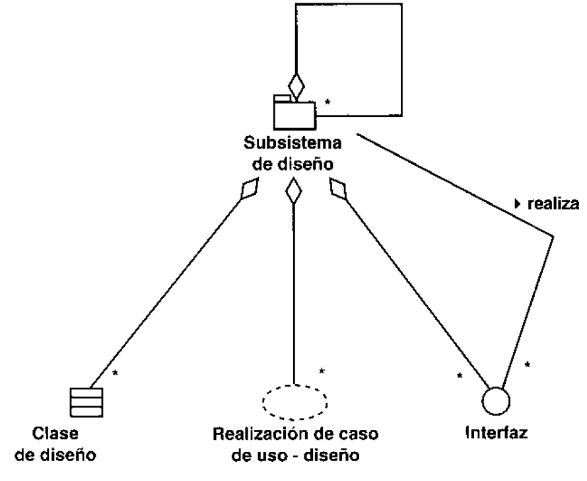 *
Subsistema
de diseño
realiza
*
*
*
*
Clase
de diseño
Realización de caso
de uso - diseño
Interfaz